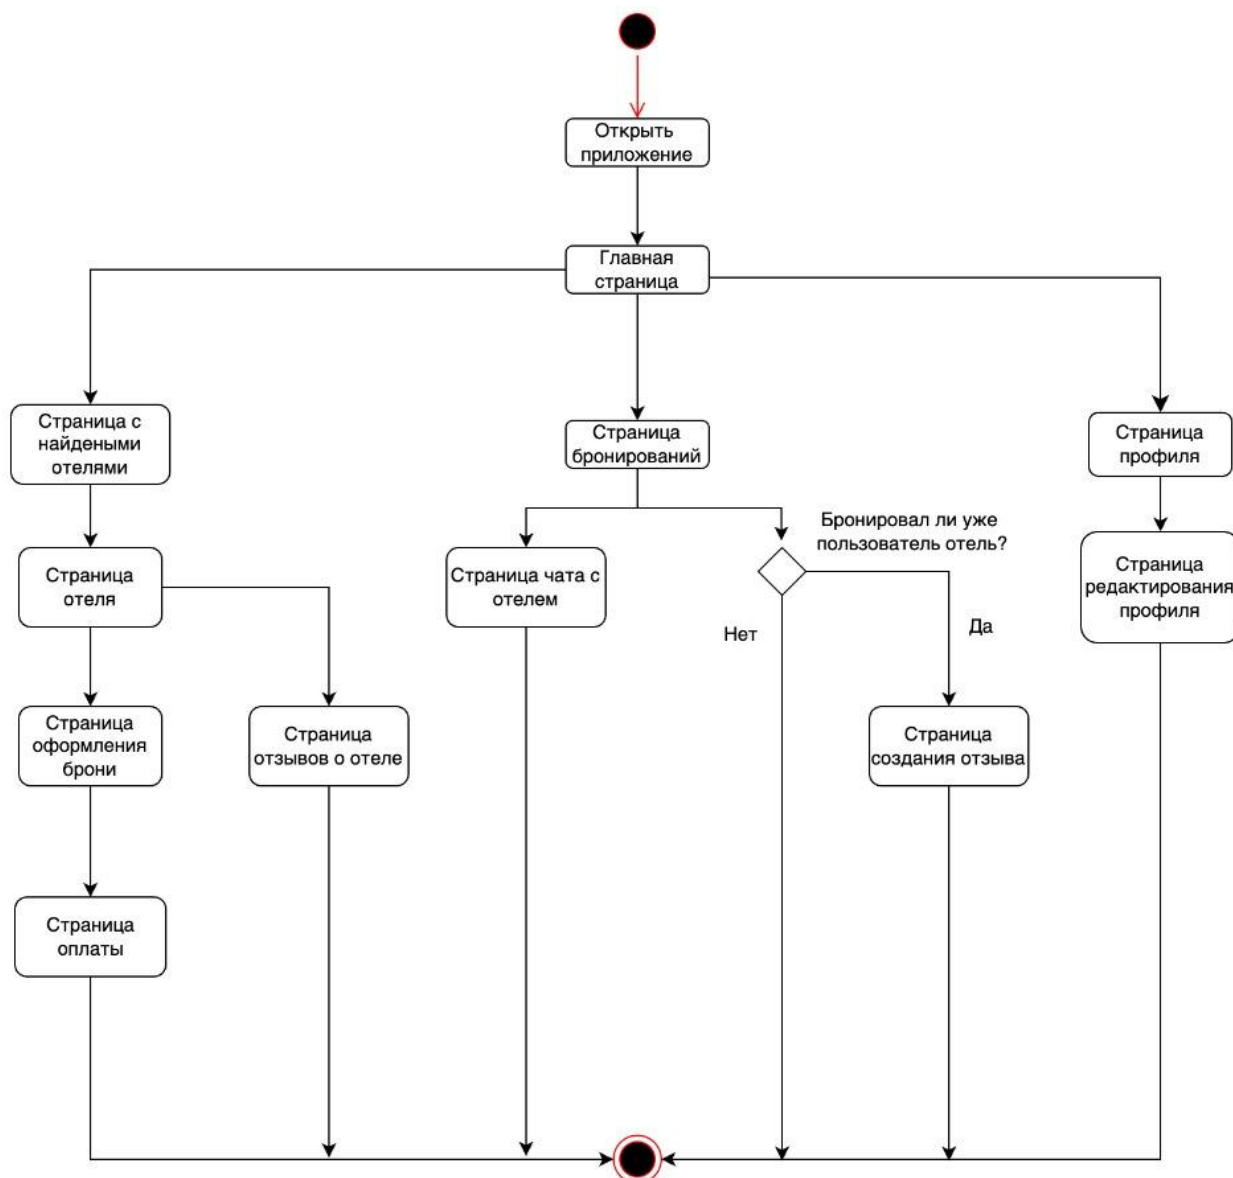 Открыть
приложение
Главная
страница
Страница с
найдеными
отелями
Страница
бронирований
Страница
профиля
Бронировал ли уже
пользователь отель?
Страница
отеля
Страница чата с
отелем
Страница
редактирования
профиля
Нет
Да
Страница
оформления
брони
Страница
отзывов о отеле
Страница
создания отзыва
Страница
оплаты